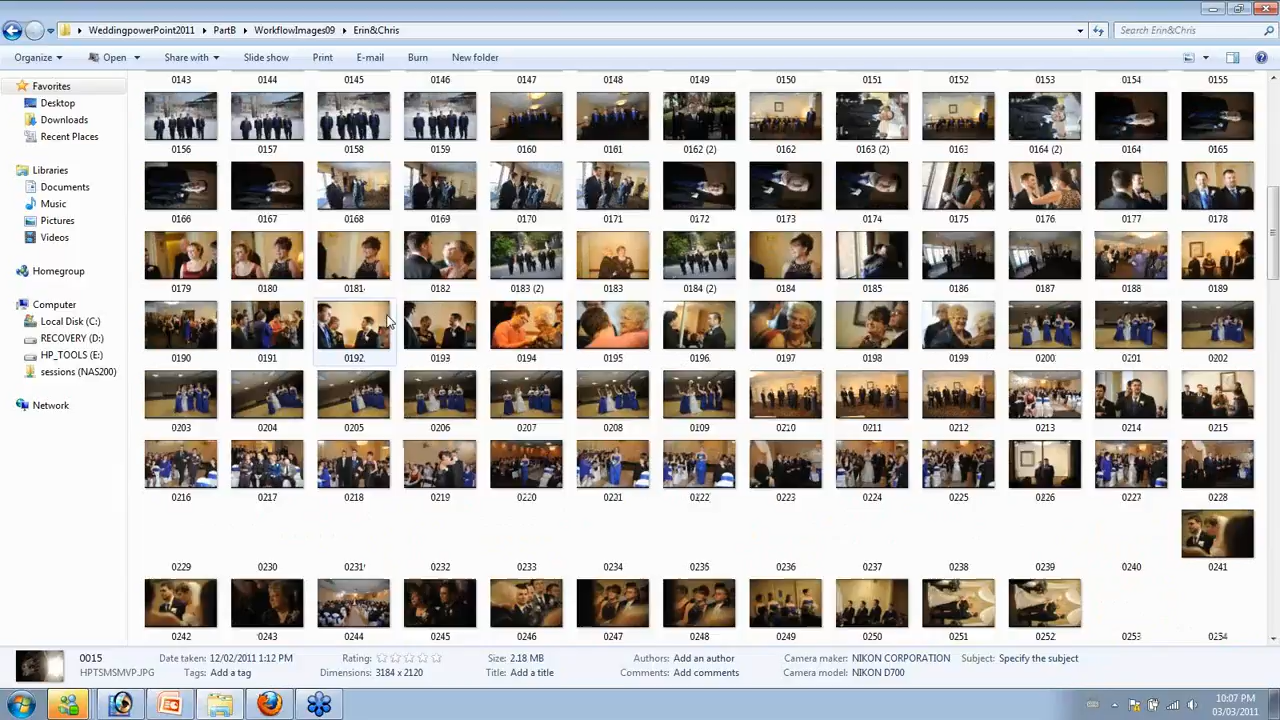 WeddingpowerPoint2011 PartB WorkflowImages09 Erin&Chris Search Erin&Chris
Organize Open Share with Slide show Print E-mail Burn New folder
Favorites
Desktop
Downloads
Recent Places
Libraries
Documents
Music
Pictures
Videos
Homegroup
Computer
Local Disk (C:)
RECOVERY (D:)
HP_TOOLS (E:)
sessions (NAS200)
Network
0143 0144 0145 0146 0147 0148 0149 0150 0151 0152 0153 0154 0155
0156 0157 0158 0159 0160 0161 0162 (2) 0162 0163 (2) 0163 0164 (2) 0164 0165
0166 0167 0168 0169 0170 0171 0172 0173 0174 0175 0176 0177 0178
0179 0180 0181 0182 0183 (2) 0183 0184 (2) 0184 0185 0186 0187 0188 0189
0190 0191 0192 0193 0194 0195 0196 0197 0198 0199 0200 0201 0202
0203 0204 0205 0206 0207 0208 0109 0210 0211 0212 0213 0214 0215
0216 0217 0218 0219 0220 0221 0222 0223 0224 0225 0226 0227 0228
0229 0230 0231 0232 0233 0234 0235 0236 0237 0238 0239 0240 0241
0242 0243 0244 0245 0246 0247 0248 0249 0250 0251 0252 0253 0254
0015 Date taken: 12/02/2011 1:12 PM Rating: Size: 2.18 MB Authors: Add an author Camera maker: NIKON CORPORATION Subject: Specify the subject
HPTSMSMVP.JPG Tags: Add a tag Dimensions: 3184 x 2120 Title: Add a title Comments: Add comments Camera model: NIKON D700
10:07 PM
03/03/2011